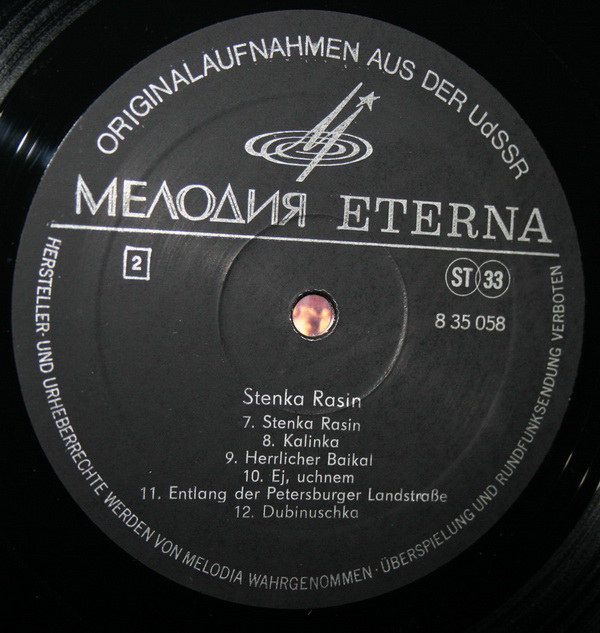 ORIGINALAUFNAHMEN AUS DER UdSSR
МЕЛОДИЯ ETERNA
2
ST 33
8 35 058
Stenka Rasin
7. Stenka Rasin
8. Kalinka
9. Herrlicher Baikal
10. Ej, uchnem
11. Entlang der Petersburger Landstraße
12. Dubinuschka
HERSTELLER- UND URHEBERRECHTE WERDEN VON MELODIA WAHRGENOMMEN · ÜBERSPIELUNG UND RUNDFUNKSENDUNG VERBOTEN